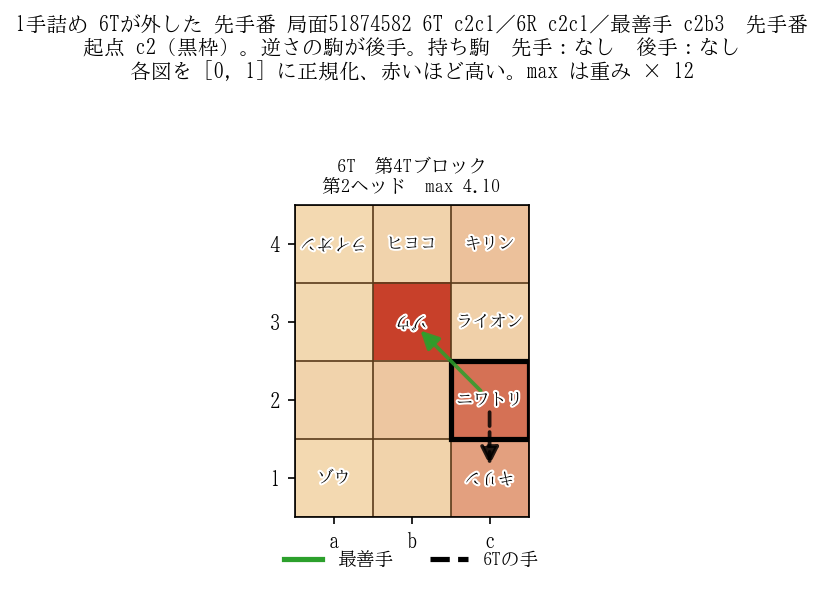 1手詰め 6Tが外した 先手番 局面51874582 6T c2c1／6R c2c1／最善手 c2b3　先手番
起点 c2（黒枠）。逆さの駒が後手。持ち駒　先手：なし　後手：なし
各図を [0, 1] に正規化、赤いほど高い。max は重み × 12
6T　第4Tブロック
第2ヘッド　max 4.10
4 ライオン ヒヨコ キリン
3 ゾウ ライオン
2 ニワトリ
1 ゾウ キリン
a b c
最善手 6Tの手